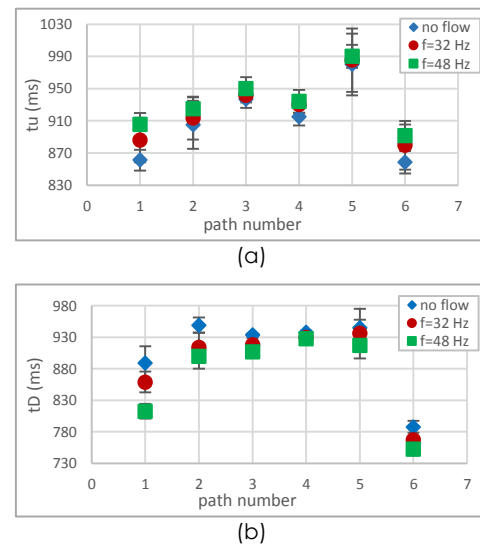 1030
990
950
910
870
830
tu (ms)
no flow
f=32 Hz
f=48 Hz
0 1 2 3 4 5 6 7
path number
(a)
980
930
880
830
780
730
tD (ms)
no flow
f=32 Hz
f=48 Hz
0 1 2 3 4 5 6 7
path number
(b)